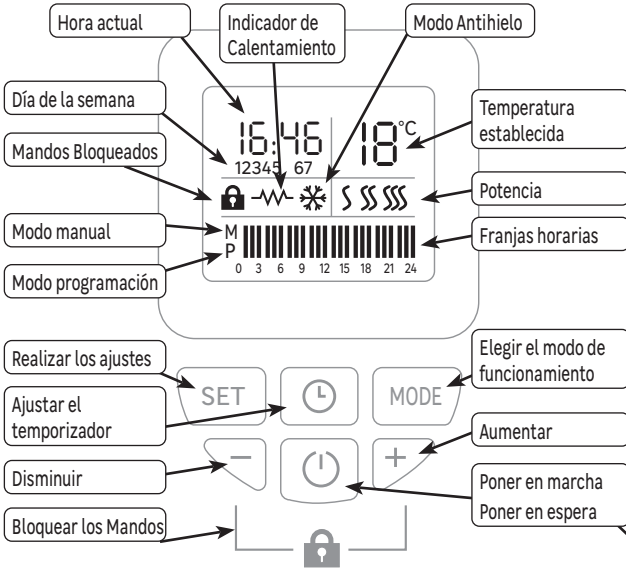 Hora actual
Indicador de
Calentamiento
Modo Antihielo
Día de la semana
Mandos Bloqueados
Modo manual
Modo programación
16:46
18°C
12345 67
M
P
0 3 6 9 12 15 18 21 24
Temperatura
establecida
Potencia
Franjas horarias
Realizar los ajustes
Ajustar el
temporizador
Disminuir
Bloquear los Mandos
SET
MODE
−
+
Elegir el modo de
funcionamiento
Aumentar
Poner en marcha
Poner en espera